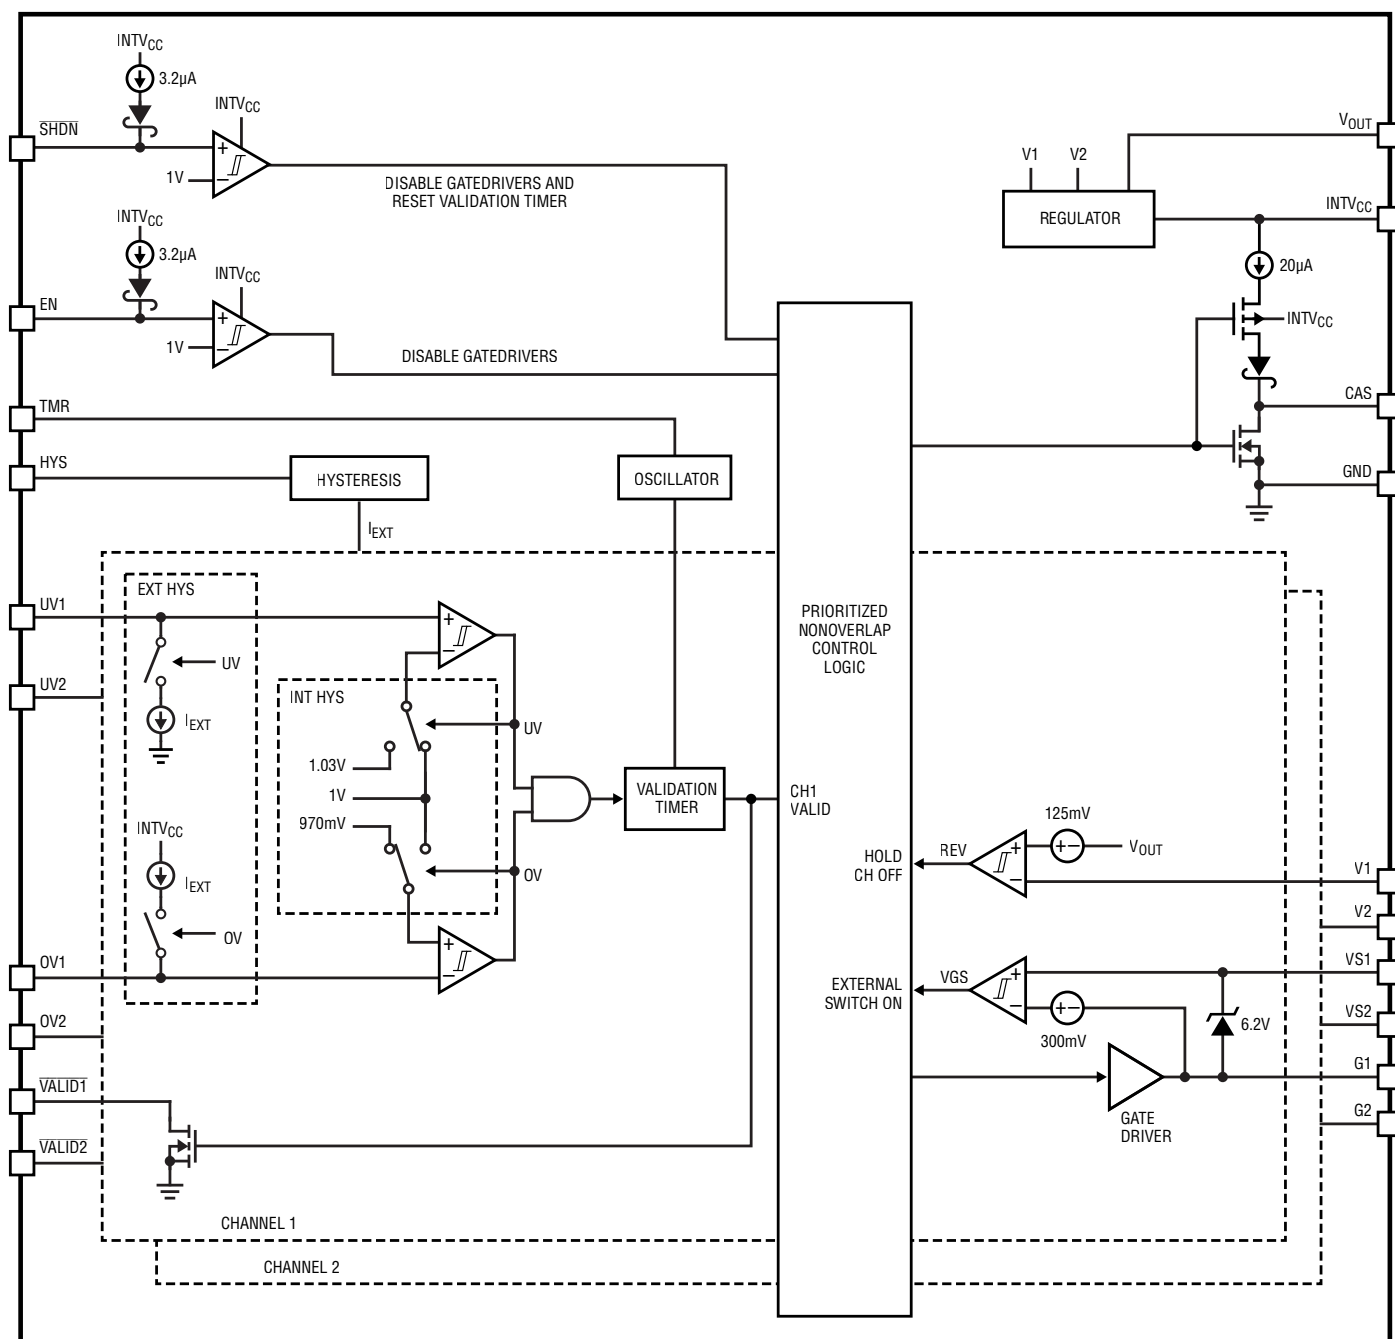 INTVCC
3.2µA
INTVCC
SHDN
1V
DISABLE GATEDRIVERS AND
RESET VALIDATION TIMER
INTVCC
3.2µA
INTVCC
EN
1V
DISABLE GATEDRIVERS
TMR
HYS
HYSTERESIS
OSCILLATOR
IEXT
EXT HYS
UV1
UV
UV2
IEXT
INT HYS
UV
1.03V
1V
970mV
INTVCC
IEXT
OV
OV
OV1
OV2
VALID1
VALID2
VALIDATION
TIMER
CHANNEL 1
CHANNEL 2
PRIORITIZED
NONOVERLAP
CONTROL
LOGIC
CH1
VALID
HOLD
CH OFF
EXTERNAL
SWITCH ON
VOUT
V1
V2
REGULATOR
INTVCC
20µA
INTVCC
CAS
GND
125mV
REV
VOUT
V1
V2
VS1
VGS
300mV
6.2V
VS2
G1
GATE
DRIVER
G2